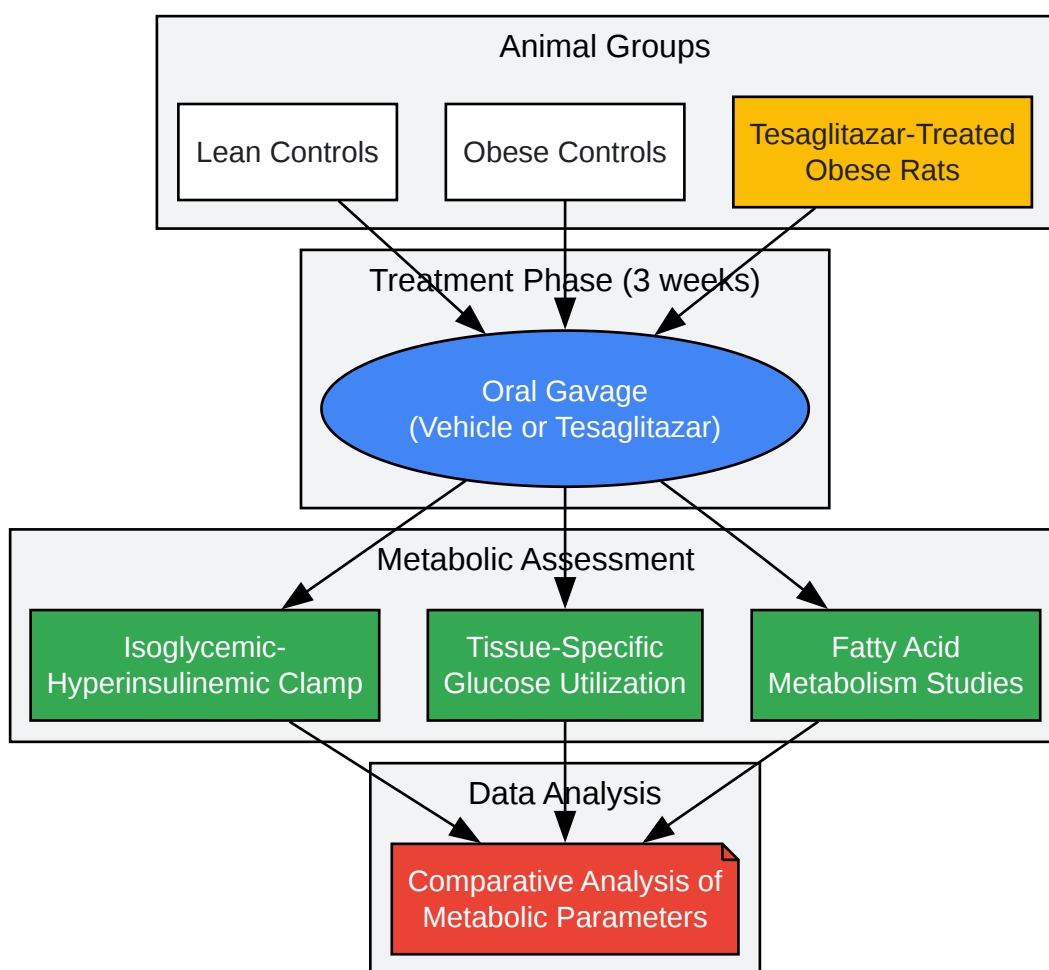 Animal Groups
Lean Controls
Obese Controls
Tesaglitazar-Treated
Obese Rats
Treatment Phase (3 weeks)
Oral Gavage
(Vehicle or Tesaglitazar)
Metabolic Assessment
Isoglycemic-
Hyperinsulinemic Clamp
Tissue-Specific
Glucose Utilization
Fatty Acid
Metabolism Studies
Data Analysis
Comparative Analysis of
Metabolic Parameters